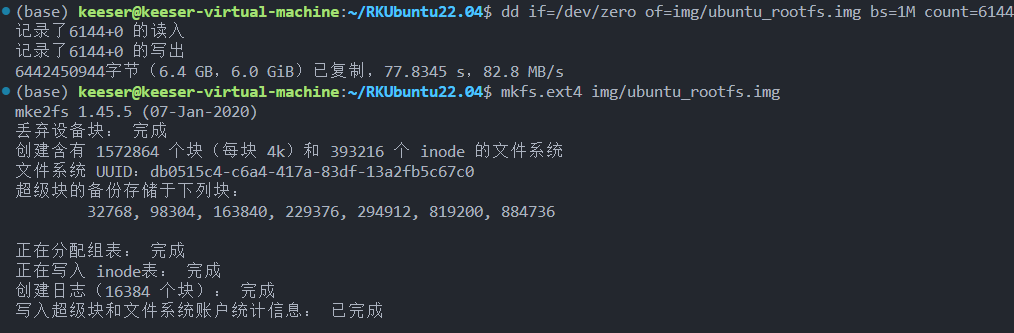 (base) keeser@keeser-virtual-machine:~/RKUbuntu22.04$ dd if=/dev/zero of=img/ubuntu_rootfs.img bs=1M count=6144
记录了6144+0 的读入
记录了6144+0 的写出
6442450944字节（6.4 GB，6.0 GiB）已复制，77.8345 s，82.8 MB/s
(base) keeser@keeser-virtual-machine:~/RKUbuntu22.04$ mkfs.ext4 img/ubuntu_rootfs.img
mke2fs 1.45.5 (07-Jan-2020)
丢弃设备块： 完成
创建含有 1572864 个块（每块 4k）和 393216 个 inode 的文件系统
文件系统 UUID：db0515c4-c6a4-417a-83df-13a2fb5c67c0
超级块的备份存储于下列块：
32768, 98304, 163840, 229376, 294912, 819200, 884736
正在分配组表： 完成
正在写入 inode表： 完成
创建日志（16384 个块）： 完成
写入超级块和文件系统账户统计信息： 已完成